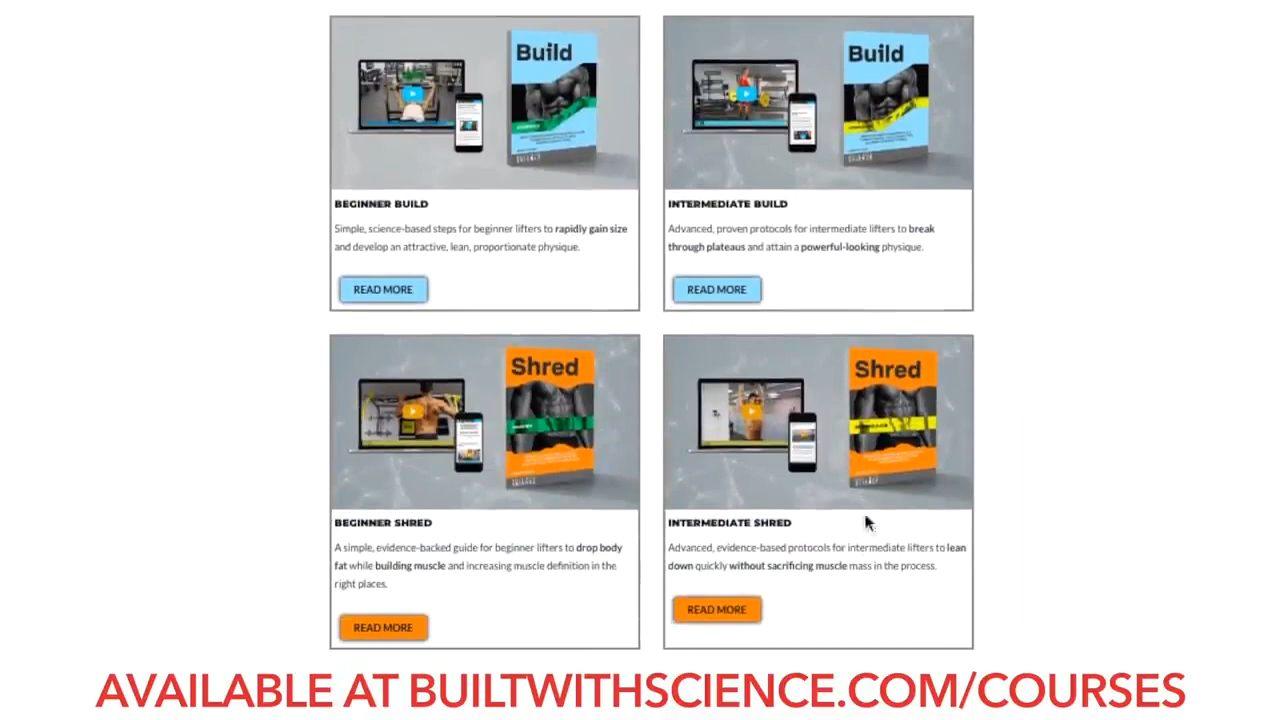 Build
Build
BEGINNER BUILD
Simple, science-based steps for beginner lifters to rapidly gain size
and develop an attractive, lean, proportionate physique.
READ MORE
INTERMEDIATE BUILD
Advanced, proven protocols for intermediate lifters to break
through plateaus and attain a powerful-looking physique.
READ MORE
Shred
Shred
BEGINNER SHRED
A simple, evidence-backed guide for beginner lifters to drop body
fat while building muscle and increasing muscle definition in the
right places.
READ MORE
INTERMEDIATE SHRED
Advanced, evidence-based protocols for intermediate lifters to lean
down quickly without sacrificing muscle mass in the process.
READ MORE
AVAILABLE AT BUILTWITHSCIENCE.COM/COURSES